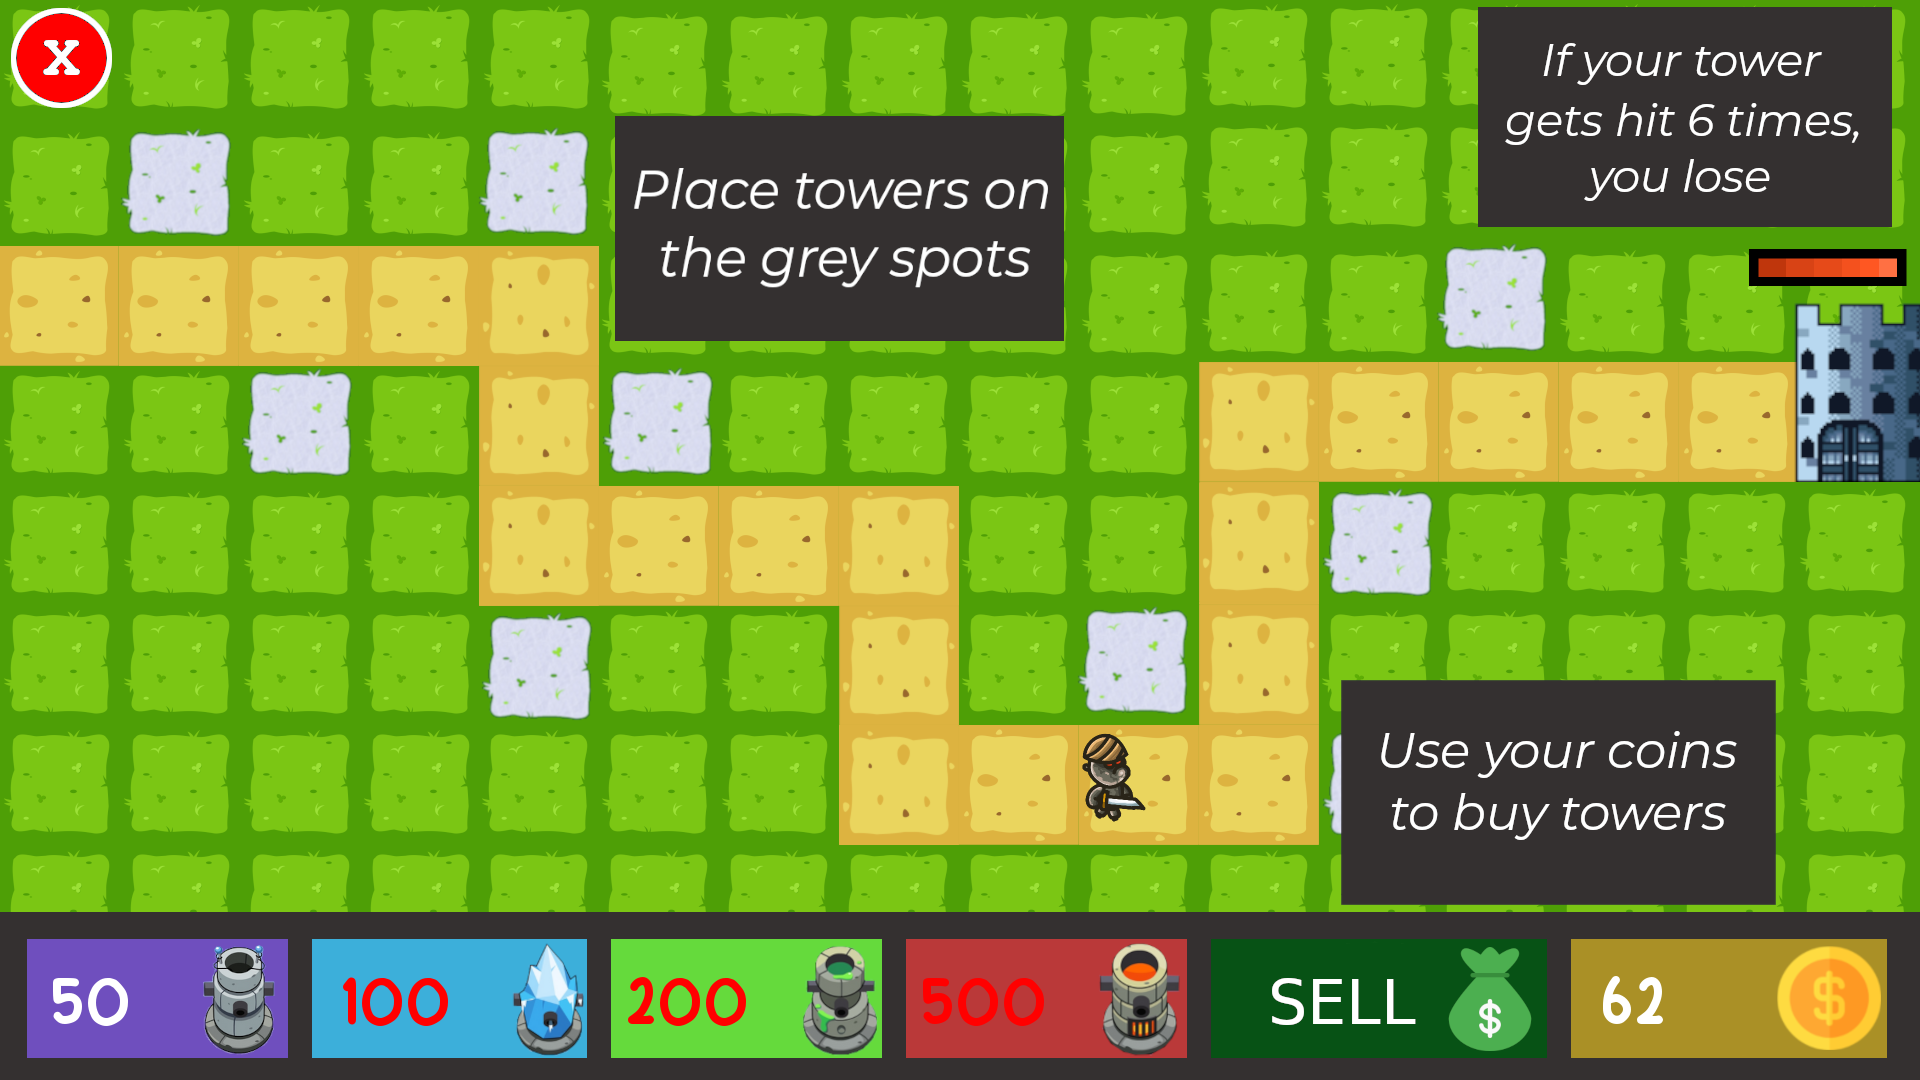 X
If your tower
gets hit 6 times,
you lose
Place towers on
the grey spots
Use your coins
to buy towers
50
100
200
500
SELL
$
62
$